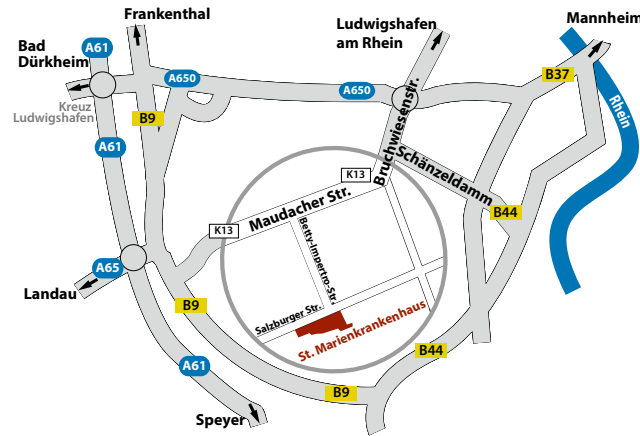 Frankenthal
Ludwigshafen
am Rhein
Mannheim
Bad
Dürkheim
A61
A650
A650
B37
Kreuz
Ludwigshafen
B9
Rhein
A61
Bruchwiesenstr.
Schänzeldamm
K13
Maudacher Str.
B44
K13
Betty-Impertro-Str.
A65
Landau
B9
Salzburger Str.
St. Marienkrankenhaus
B44
A61
B9
Speyer